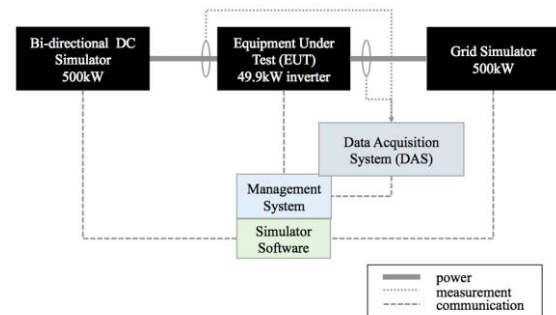 Bi-directional DC
Simulator
500kW
Equipment Under
Test (EUT)
49.9kW inverter
Grid Simulator
500kW
Data Acquisition
System (DAS)
Management
System
Simulator
Software
power
measurement
communication